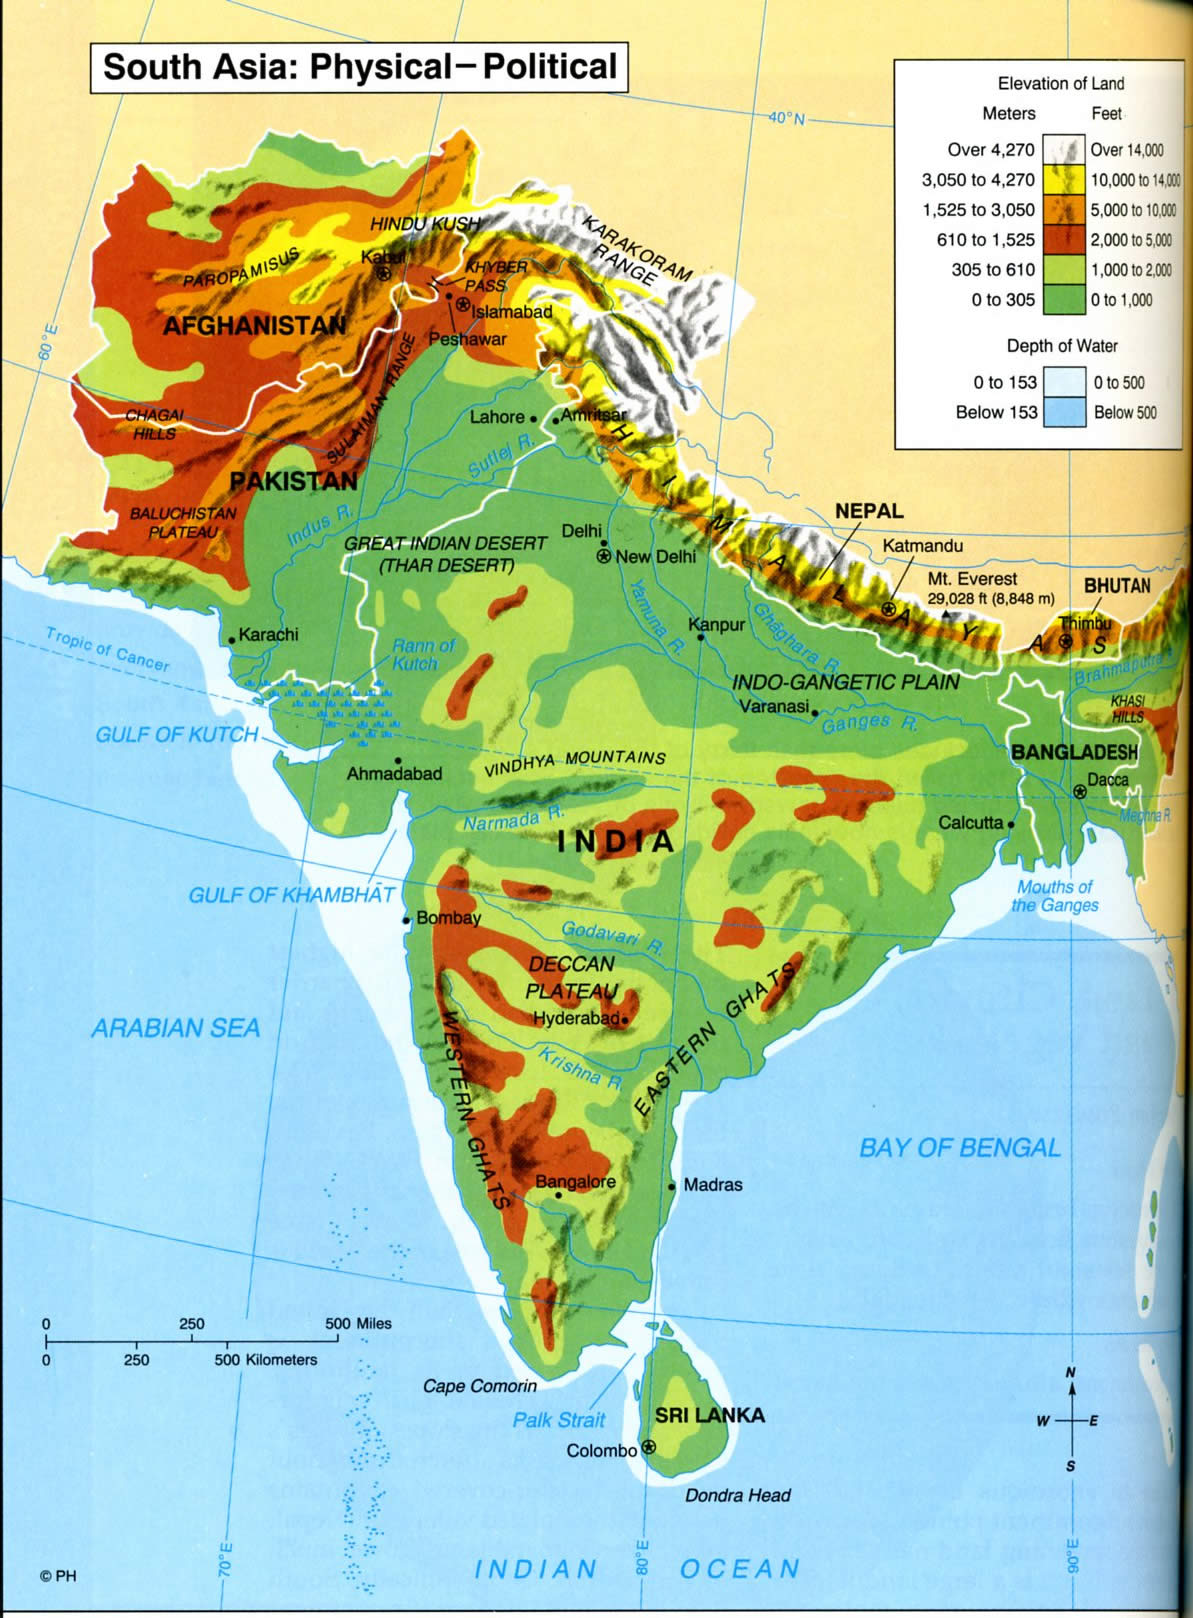 South Asia: Physical–Political
40°N
Elevation of Land
Meters Feet
Over 4,270 Over 14,000
3,050 to 4,270 10,000 to 14,000
1,525 to 3,050 5,000 to 10,000
610 to 1,525 2,000 to 5,000
305 to 610 1,000 to 2,000
0 to 305 0 to 1,000
Depth of Water
0 to 153 0 to 500
Below 153 Below 500
60°E
HINDU KUSH
KARAKORAM
RANGE
PAROPAMISUS
Kabul
KHYBER
PASS
Islamabad
AFGHANISTAN
Peshawar
SULAIMAN RANGE
CHAGAI
HILLS
Lahore
Amritsar
Sutlej R.
HIMALAYAS
PAKISTAN
BALUCHISTAN
PLATEAU
Indus R.
GREAT INDIAN DESERT
(THAR DESERT)
Delhi
New Delhi
NEPAL
Katmandu
Mt. Everest
29,028 ft (8,848 m)
BHUTAN
Thimbu
Yamuna R.
Kanpur
Ghaghara R.
Brahmaputra R.
Karachi
Tropic of Cancer
Rann of
Kutch
INDO-GANGETIC PLAIN
Varanasi
Ganges R.
KHASI
HILLS
GULF OF KUTCH
Ahmadabad
VINDHYA MOUNTAINS
BANGLADESH
Dacca
Meghna R.
Narmada R.
INDIA
Calcutta
GULF OF KHAMBHĀT
Mouths of
the Ganges
Bombay
Godavari R.
DECCAN
PLATEAU
Hyderabad
EASTERN GHATS
WESTERN GHATS
Krishna R.
ARABIAN SEA
BAY OF BENGAL
Bangalore
Madras
0 250 500 Miles
0 250 500 Kilometers
Cape Comorin
Palk Strait
SRI LANKA
Colombo
Dondra Head
N
W E
S
70°E
80°E
90°E
INDIAN OCEAN
© PH